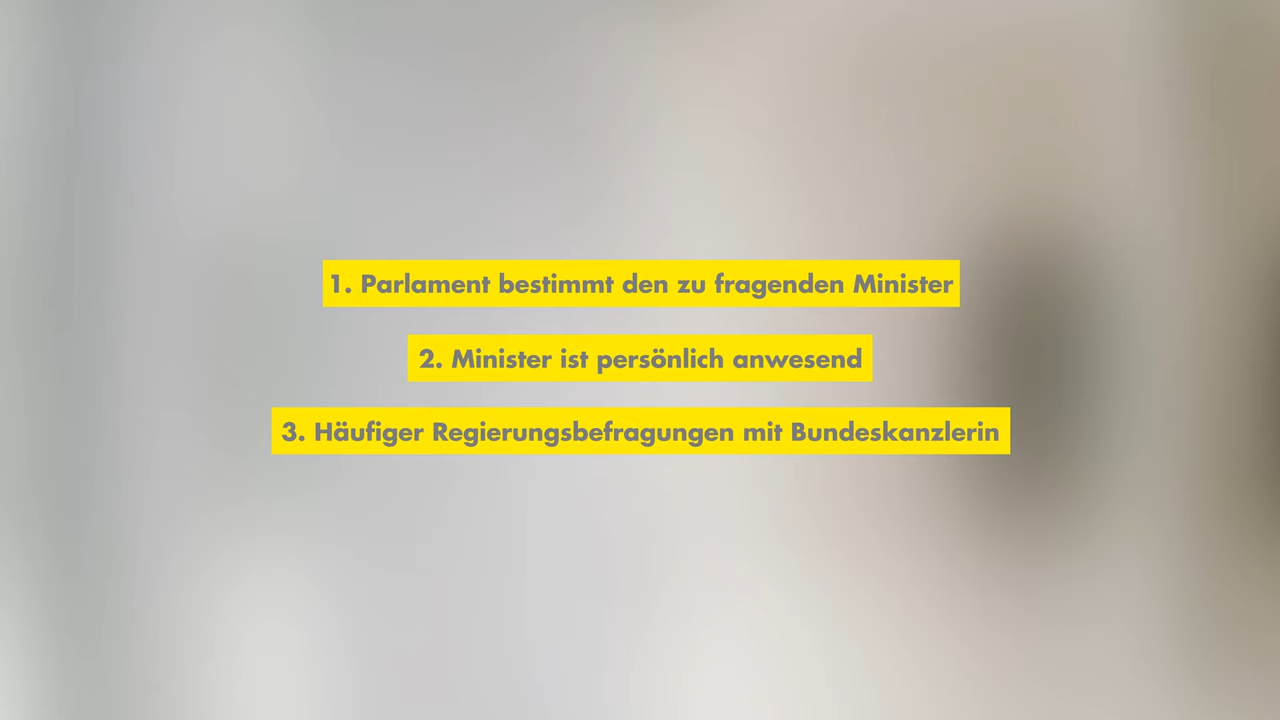 1. Parlament bestimmt den zu fragenden Minister
2. Minister ist persönlich anwesend
3. Häufiger Regierungsbefragungen mit Bundeskanzlerin